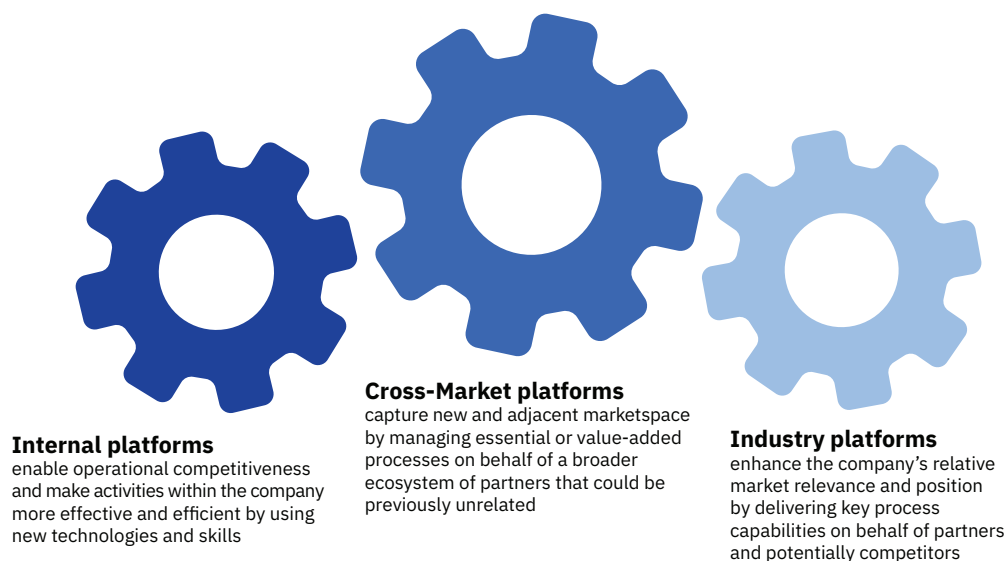 Internal platforms
enable operational competitiveness
and make activities within the company
more effective and efficient by using
new technologies and skills
Cross-Market platforms
capture new and adjacent marketspace
by managing essential or value-added
processes on behalf of a broader
ecosystem of partners that could be
previously unrelated
Industry platforms
enhance the company’s relative
market relevance and position
by delivering key process
capabilities on behalf of partners
and potentially competitors